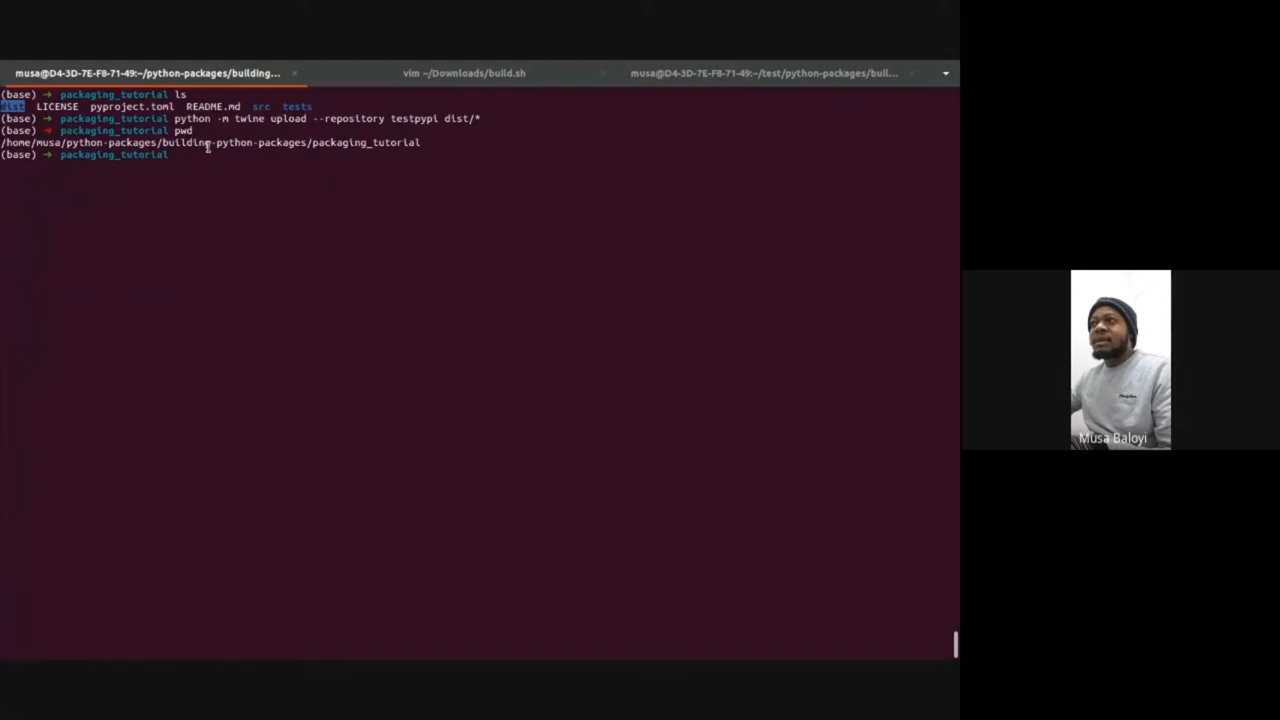 musa@D4-3D-7E-F8-71-49:~/python-packages/building... × vim ~/Downloads/build.sh × musa@D4-3D-7E-F8-71-49:~/test/python-packages/buil... ×
(base) → packaging_tutorial ls
dist LICENSE pyproject.toml README.md src tests
(base) → packaging_tutorial python -m twine upload --repository testpypi dist/*
(base) → packaging_tutorial pwd
/home/musa/python-packages/building-python-packages/packaging_tutorial
(base) → packaging_tutorial
Musa Baloyi